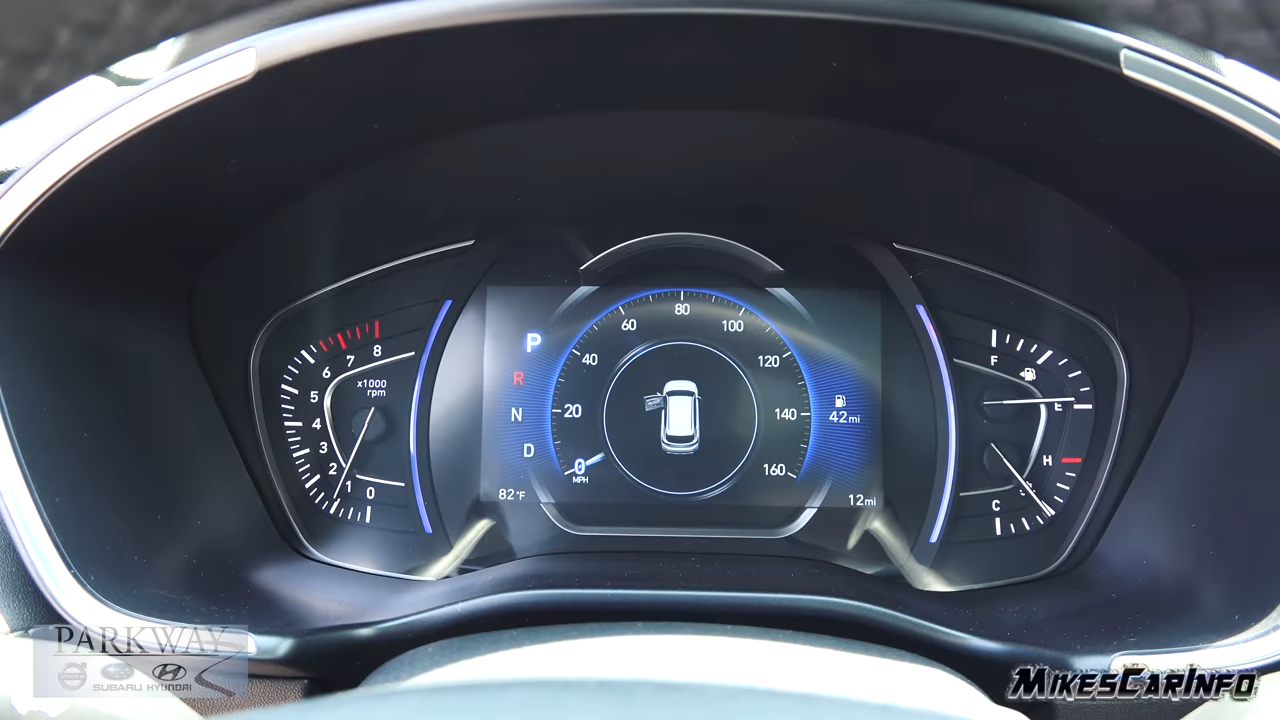 80
60
100
40
120
20
140
0
MPH
160
P
R
N
D
82°F
42mi
12mi
8
7
6
5
4
3
2
1
0
x1000
rpm
F
E
H
C
PARKWAY
VOLVO
SUBARU HYUNDAI
MIKESCARINFO